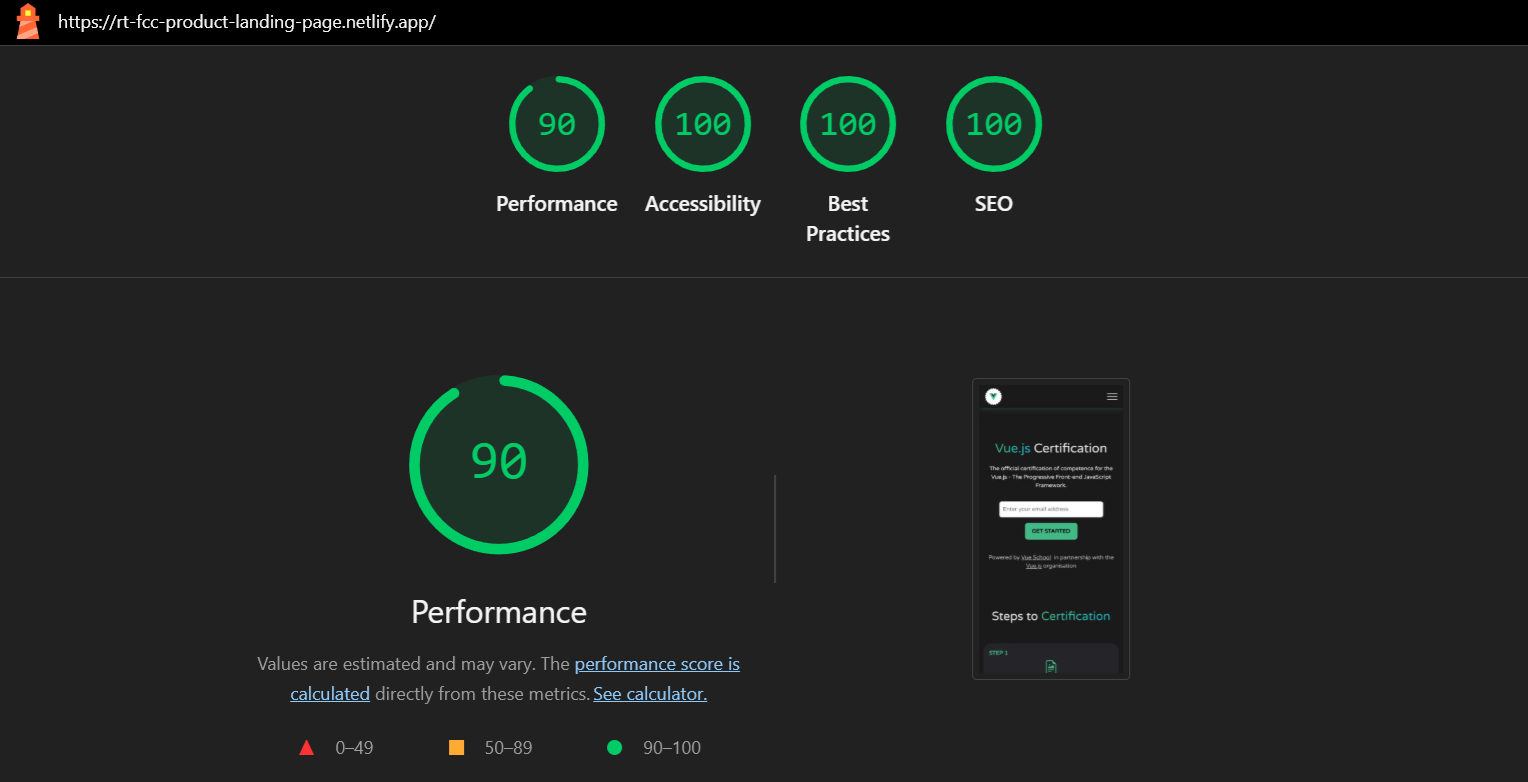 https://rt-fcc-product-landing-page.netlify.app/
90
100
100
100
Performance
Accessibility
Best
Practices
SEO
90
Performance
Values are estimated and may vary. The performance score is
calculated directly from these metrics. See calculator.
0–49
50–89
90–100
Vue.js Certification
The official certification of competence for the
Vue.js - The Progressive Front-end JavaScript
Framework.
Enter your email address
GET STARTED
Powered by Vue School in partnership with the
Vue.js organisation
Steps to Certification
STEP 1